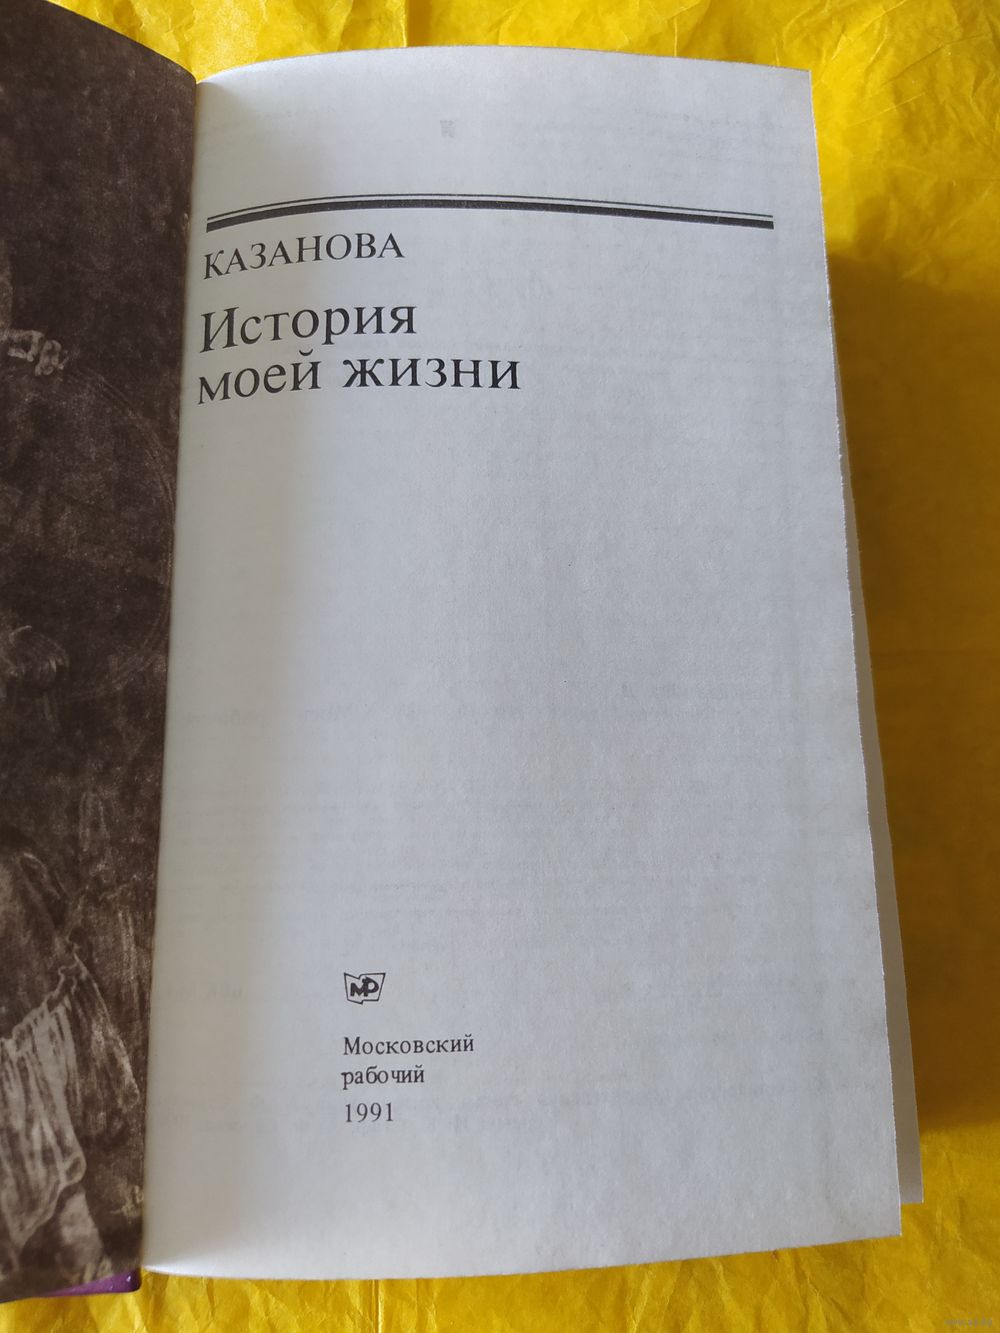 КАЗАНОВА
История
моей жизни
МР
Московский
рабочий
1991